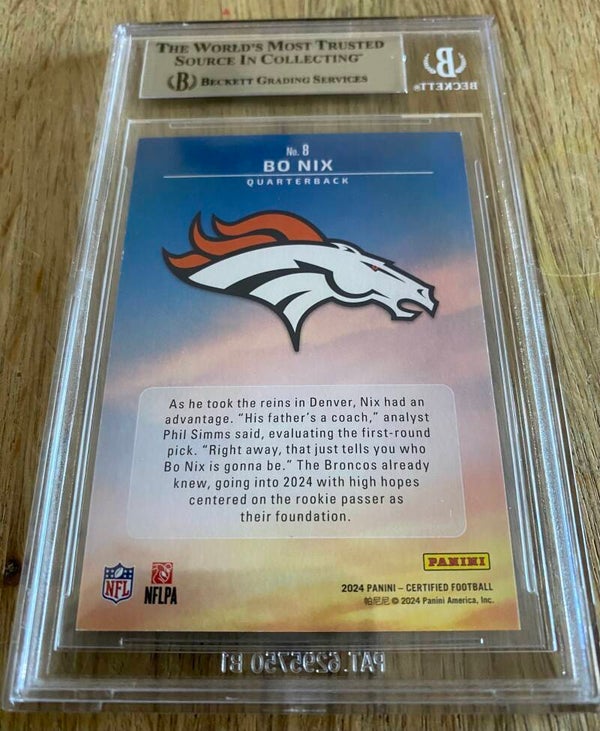 THE WORLD'S MOST TRUSTED
SOURCE IN COLLECTING™
B BECKETT GRADING SERVICES
B
BECKETT®
No. 8
BO NIX
QUARTERBACK
As he took the reins in Denver, Nix had an
advantage. "His father's a coach," analyst
Phil Simms said, evaluating the first-round
pick. "Right away, that just tells you who
Bo Nix is gonna be." The Broncos already
knew, going into 2024 with high hopes
centered on the rookie passer as
their foundation.
PANINI
NFL
NFLPA
2024 PANINI – CERTIFIED FOOTBALL
帕尼尼 © 2024 Panini America, Inc.
PAT. 6295750 B1